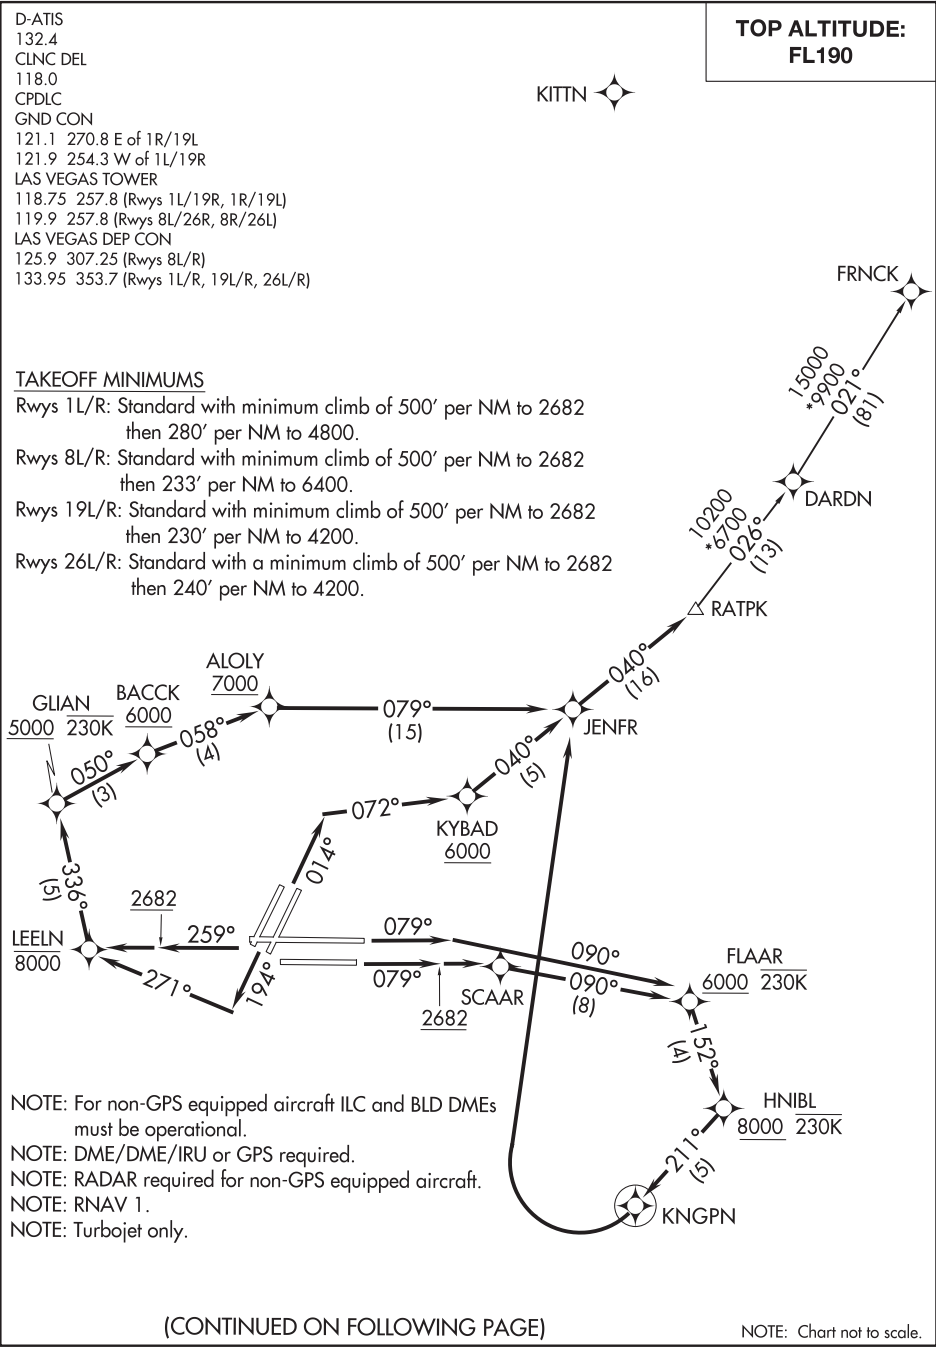 D-ATIS
132.4
CLNC DEL
118.0
CPDLC
GND CON
121.1 270.8 E of 1R/19L
121.9 254.3 W of 1L/19R
LAS VEGAS TOWER
118.75 257.8 (Rwys 1L/19R, 1R/19L)
119.9 257.8 (Rwys 8L/26R, 8R/26L)
LAS VEGAS DEP CON
125.9 307.25 (Rwys 8L/R)
133.95 353.7 (Rwys 1L/R, 19L/R, 26L/R)
TOP ALTITUDE:
FL190
KITTN
FRNCK
15000
*9900
021°
(81)
DARDN
10200
*6700
026°
(13)
RATPK
TAKEOFF MINIMUMS
Rwys 1L/R: Standard with minimum climb of 500′ per NM to 2682
then 280′ per NM to 4800.
Rwys 8L/R: Standard with minimum climb of 500′ per NM to 2682
then 233′ per NM to 6400.
Rwys 19L/R: Standard with minimum climb of 500′ per NM to 2682
then 230′ per NM to 4200.
Rwys 26L/R: Standard with a minimum climb of 500′ per NM to 2682
then 240′ per NM to 4200.
040°
(16)
ALOLY
7000
BACCK
6000
GLIAN
5000 230K
058°
(4)
050°
(3)
079°
(15)
JENFR
040°
(5)
072°
KYBAD
6000
014°
336°
(5)
2682
LEELN
8000
259°
271°
194°
079°
079°
2682
SCAAR
090°
090°
(8)
FLAAR
6000 230K
152°
(4)
HNIBL
8000 230K
211°
(5)
KNGPN
NOTE: For non-GPS equipped aircraft ILC and BLD DMEs
must be operational.
NOTE: DME/DME/IRU or GPS required.
NOTE: RADAR required for non-GPS equipped aircraft.
NOTE: RNAV 1.
NOTE: Turbojet only.
(CONTINUED ON FOLLOWING PAGE)
NOTE: Chart not to scale.